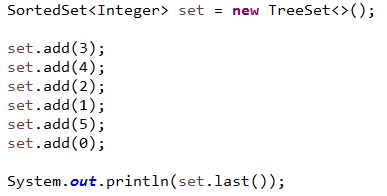 SortedSet<Integer> set = new TreeSet<>();
set.add(3);
set.add(4);
set.add(2);
set.add(1);
set.add(5);
set.add(0);
System.out.println(set.last());